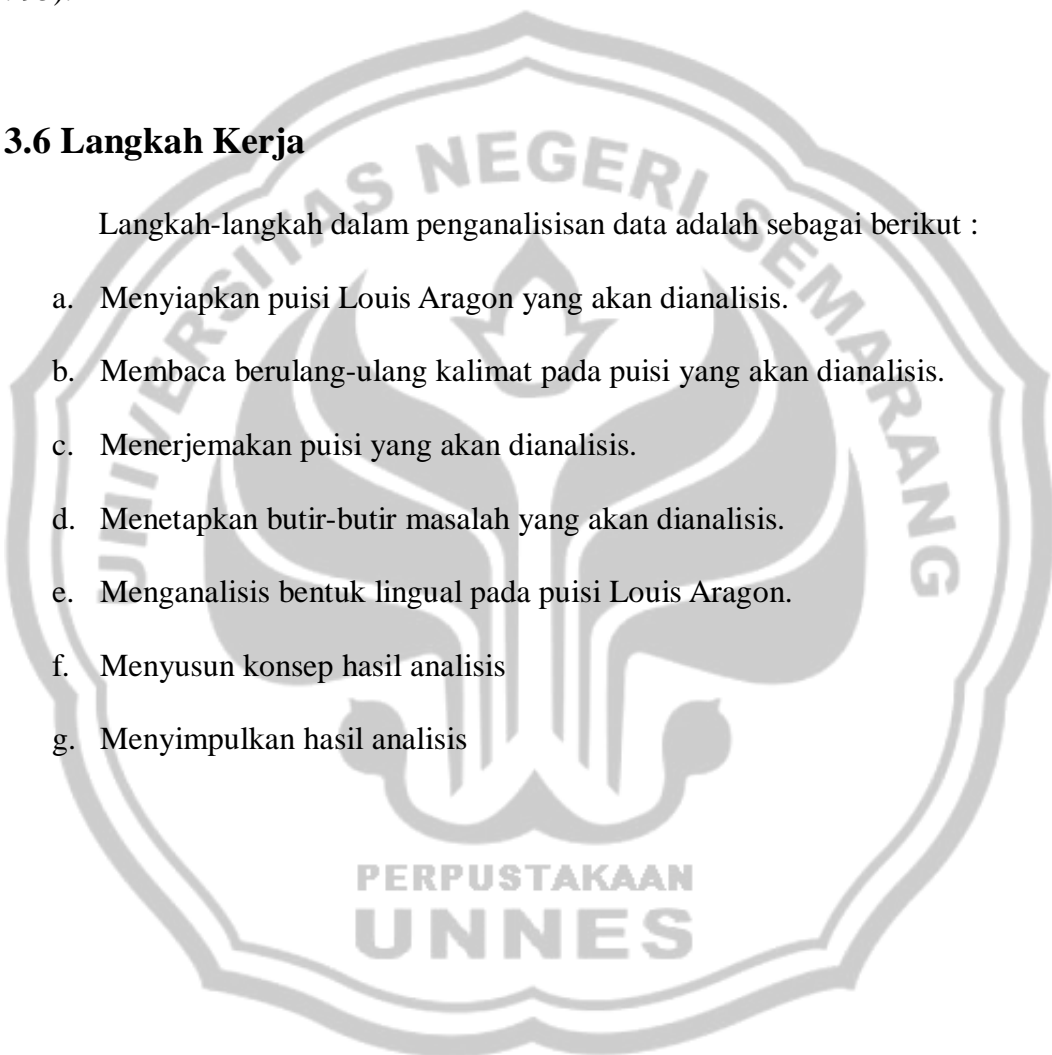 3.6 Langkah Kerja
Langkah-langkah dalam penganalisisan data adalah sebagai berikut :
a. Menyiapkan puisi Louis Aragon yang akan dianalisis.
b. Membaca berulang-ulang kalimat pada puisi yang akan dianalisis.
c. Menerjemakan puisi yang akan dianalisis.
d. Menetapkan butir-butir masalah yang akan dianalisis.
e. Menganalisis bentuk lingual pada puisi Louis Aragon.
f. Menyusun konsep hasil analisis
g. Menyimpulkan hasil analisis
UNIVERSITAS NEGERI SEMARANG
PERPUSTAKAAN
UNNES